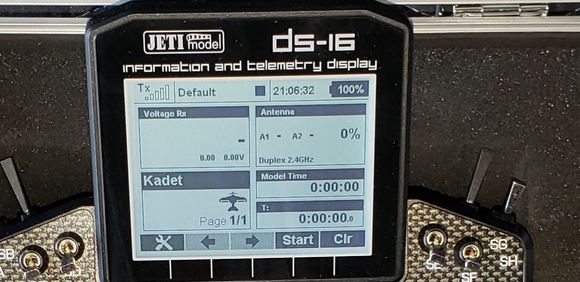 JETI model ds-16
information and telemetry display
Tx Default 21:06:32 100%
Voltage Rx
-
0.00 0.00V
Antenna
A1 - A2 - 0%
Duplex 2.4GHz
Kadet
Page 1/1
Model Time
0:00:00
T:
0:00:00.0
Start Clr
SG
SH
SE
SF